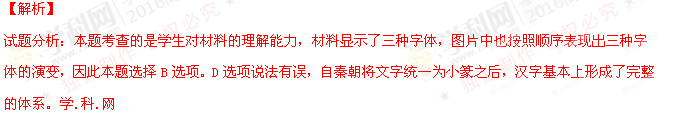 【解析】
试题分析：本题考查的是学生对材料的理解能力，材料显示了三种字体，图片中也按照顺序表现出三种字
体的演变，因此本题选择 B 选项。D 选项说法有误，自秦朝将文字统一为小篆之后，汉字基本上形成了完整
的体系。学.科.网